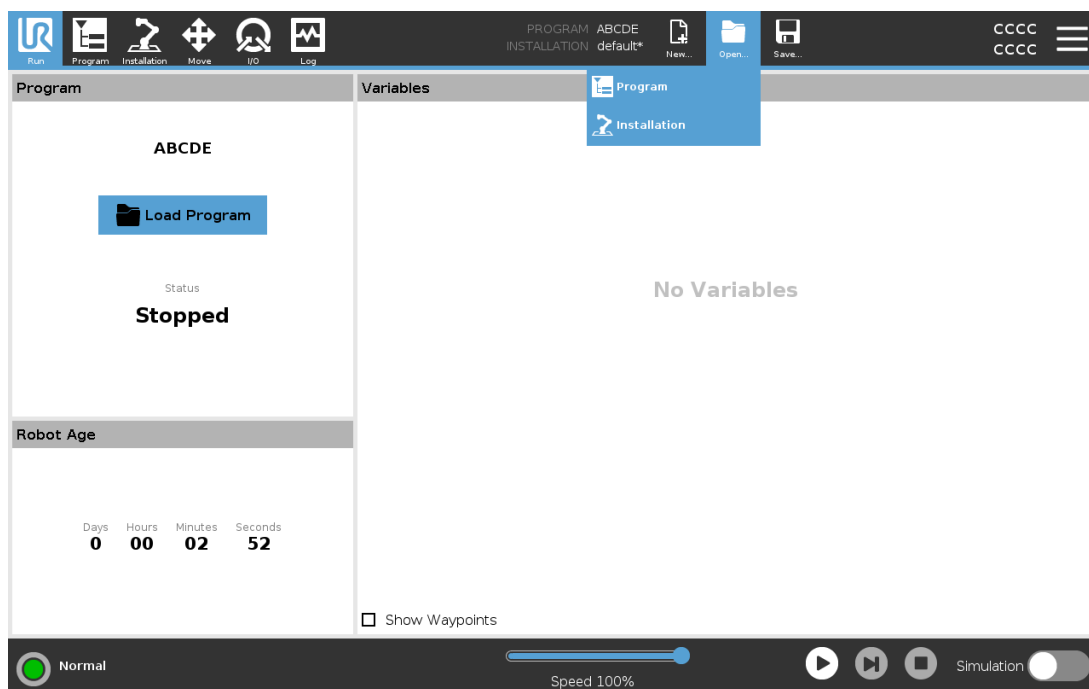 PROGRAM ABCDE
INSTALLATION default*
CCCC
CCCC
Run Program Installation Move I/O Log New... Open... Save...
Program
Installation
Program
ABCDE
Load Program
Status
Stopped
Robot Age
Days Hours Minutes Seconds
0 00 02 52
Variables
No Variables
Show Waypoints
Normal
Speed 100%
Simulation